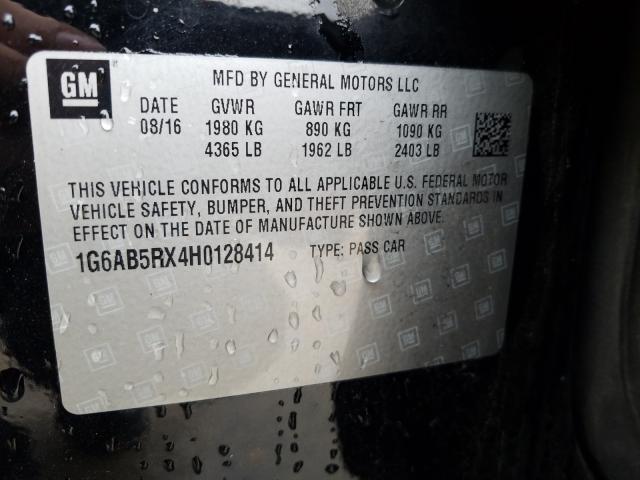 GM
MFD BY GENERAL MOTORS LLC
DATE GVWR GAWR FRT GAWR RR
08/16 1980 KG 890 KG 1090 KG
4365 LB 1962 LB 2403 LB
THIS VEHICLE CONFORMS TO ALL APPLICABLE U.S. FEDERAL MOTOR
VEHICLE SAFETY, BUMPER, AND THEFT PREVENTION STANDARDS IN
EFFECT ON THE DATE OF MANUFACTURE SHOWN ABOVE.
1G6AB5RX4H0128414 TYPE: PASS CAR